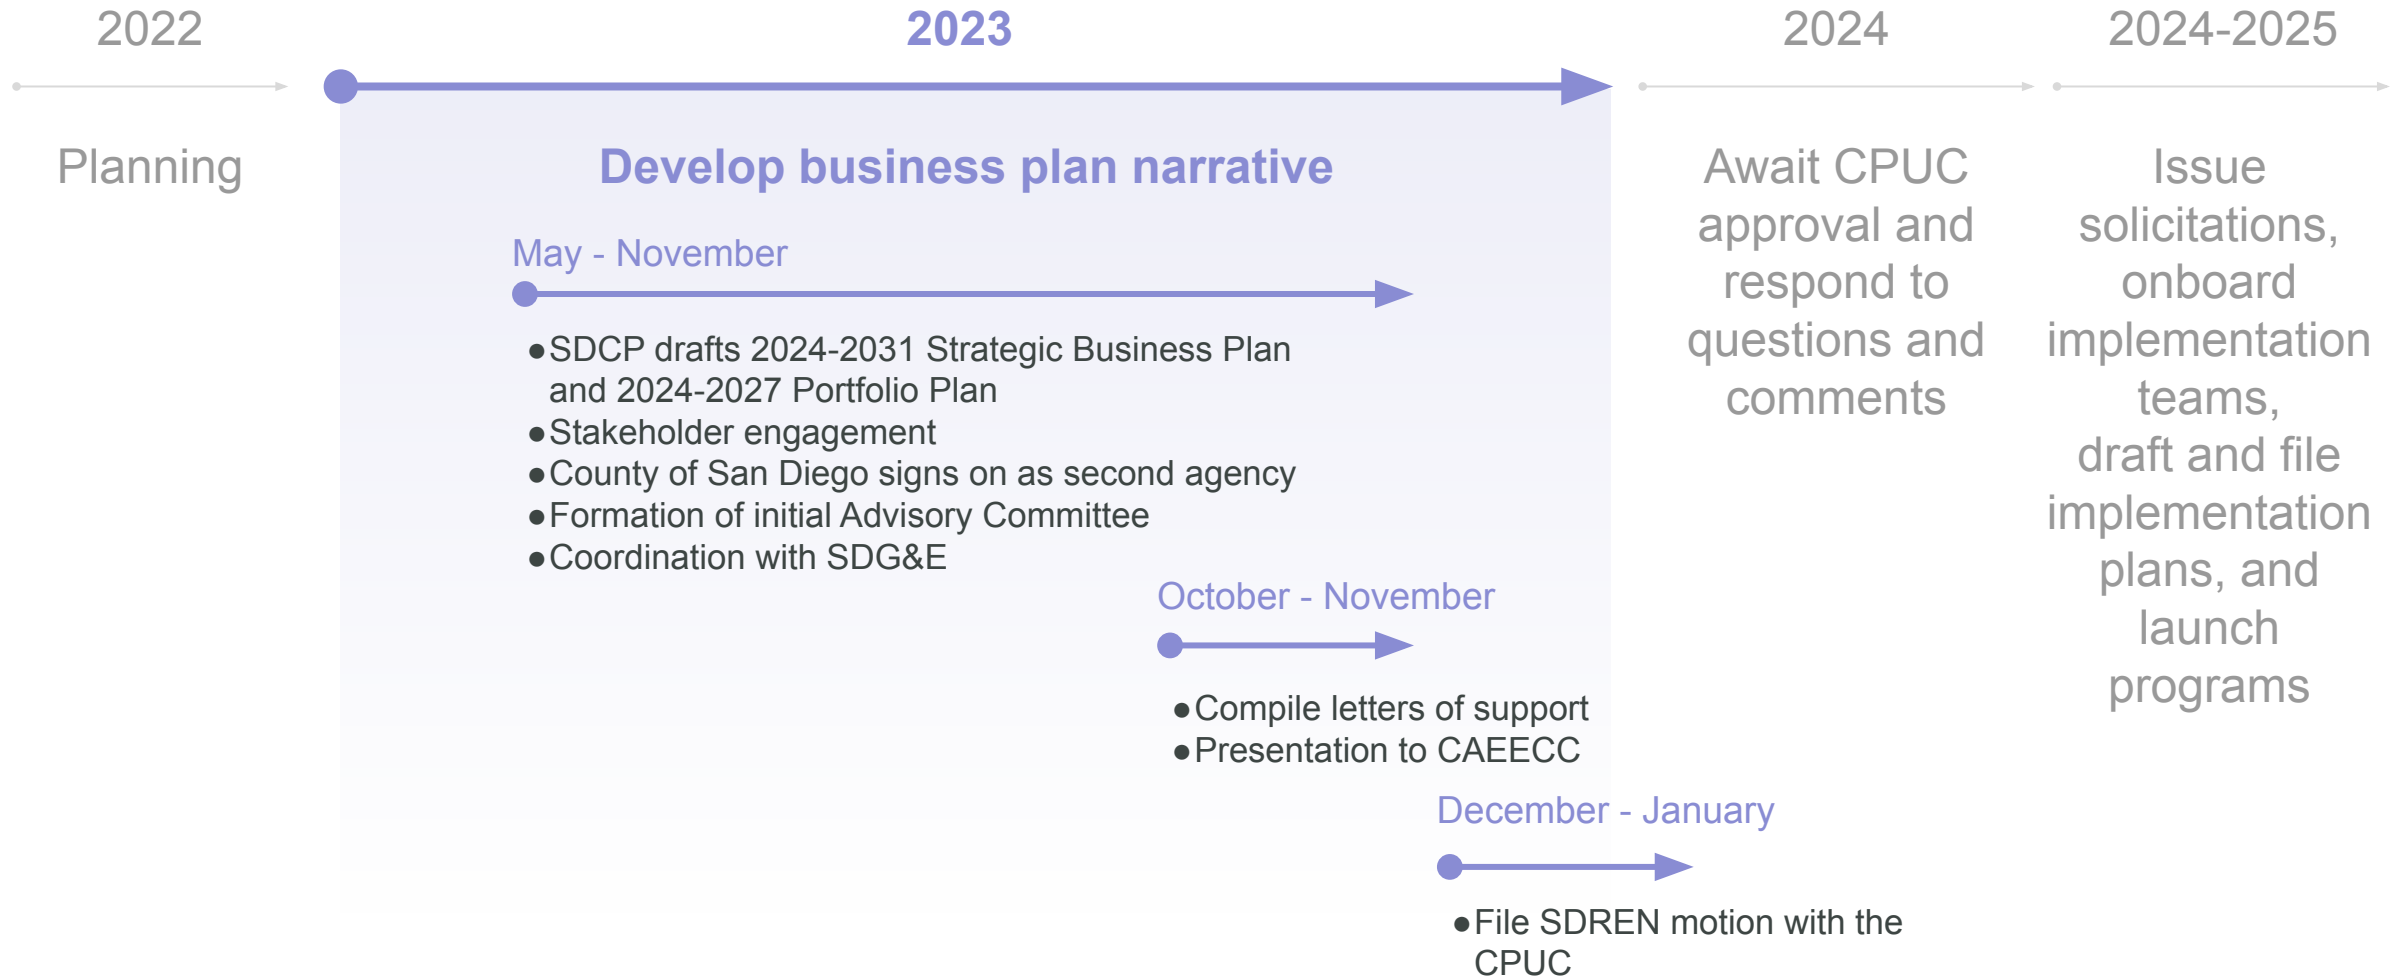 2022
Planning
2023
Develop business plan narrative
May - November
●SDCP drafts 2024-2031 Strategic Business Plan
and 2024-2027 Portfolio Plan
●Stakeholder engagement
●County of San Diego signs on as second agency
●Formation of initial Advisory Committee
●Coordination with SDG&E
October - November
●Compile letters of support
●Presentation to CAEECC
December - January
●File SDREN motion with the
CPUC
2024
Await CPUC
approval and
respond to
questions and
comments
2024-2025
Issue
solicitations,
onboard
implementation
teams,
draft and file
implementation
plans, and
launch
programs